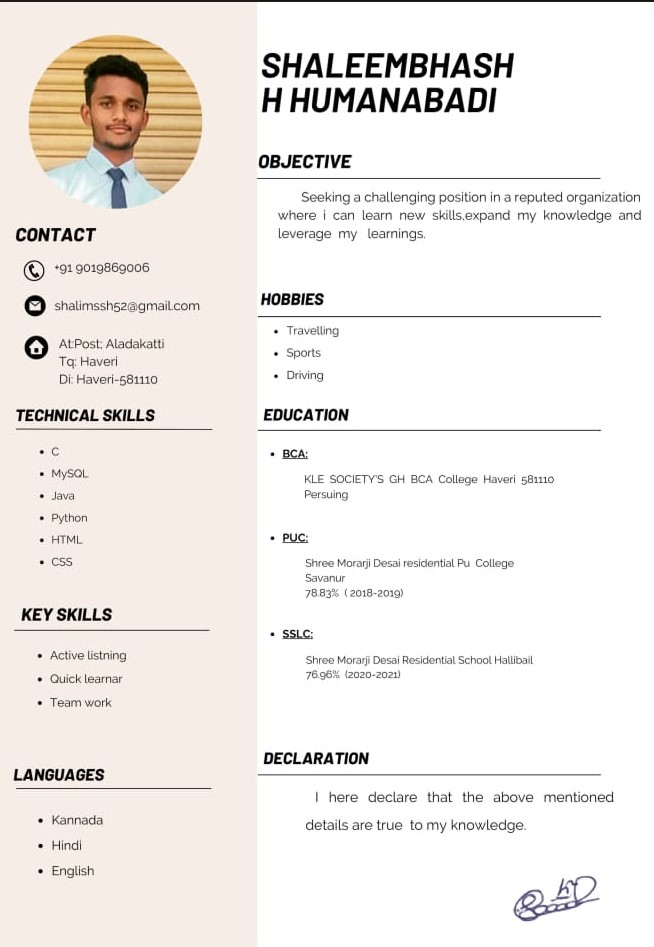 SHALEEMBHASH
H HUMANABADI
CONTACT
+91 9019869006
shalimssh52@gmail.com
At:Post; Aladakatti
Tq: Haveri
Di: Haveri-581110
TECHNICAL SKILLS
C
MySQL
Java
Python
HTML
CSS
KEY SKILLS
Active listning
Quick learnar
Team work
LANGUAGES
Kannada
Hindi
English
OBJECTIVE
Seeking a challenging position in a reputed organization
where i can learn new skills,expand my knowledge and
leverage my learnings.
HOBBIES
Travelling
Sports
Driving
EDUCATION
BCA:
KLE SOCIETY'S GH BCA College Haveri 581110
Persuing
PUC:
Shree Morarji Desai residential Pu College
Savanur
78.83% ( 2018-2019)
SSLC:
Shree Morarji Desai Residential School Hallibail
76.96% (2020-2021)
DECLARATION
I here declare that the above mentioned
details are true to my knowledge.